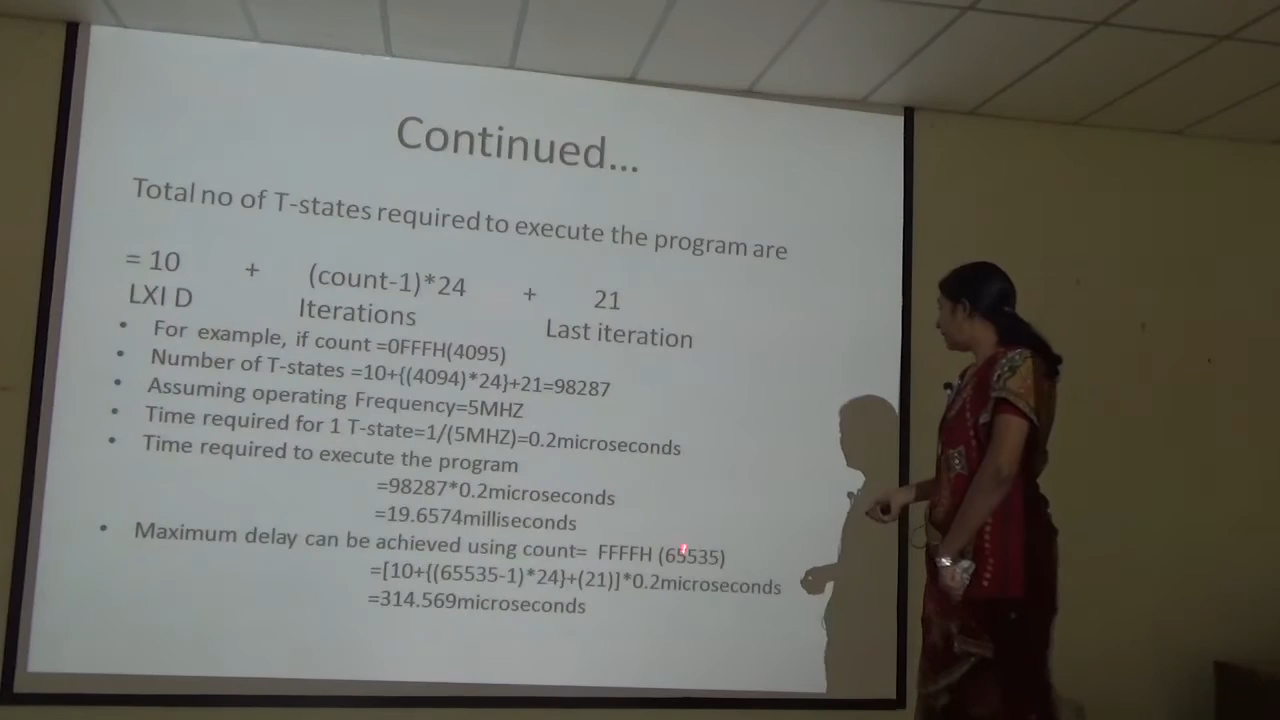 Continued...
Total no of T-states required to execute the program are
= 10 + (count-1)*24 + 21
LXI D Iterations Last iteration
• For example, if count =0FFFH(4095)
• Number of T-states =10+{(4094)*24}+21=98287
• Assuming operating Frequency=5MHZ
• Time required for 1 T-state=1/(5MHZ)=0.2microseconds
• Time required to execute the program
=98287*0.2microseconds
=19.6574milliseconds
• Maximum delay can be achieved using count= FFFFH (65535)
=[10+{(65535-1)*24}+(21)]*0.2microseconds
=314.569microseconds